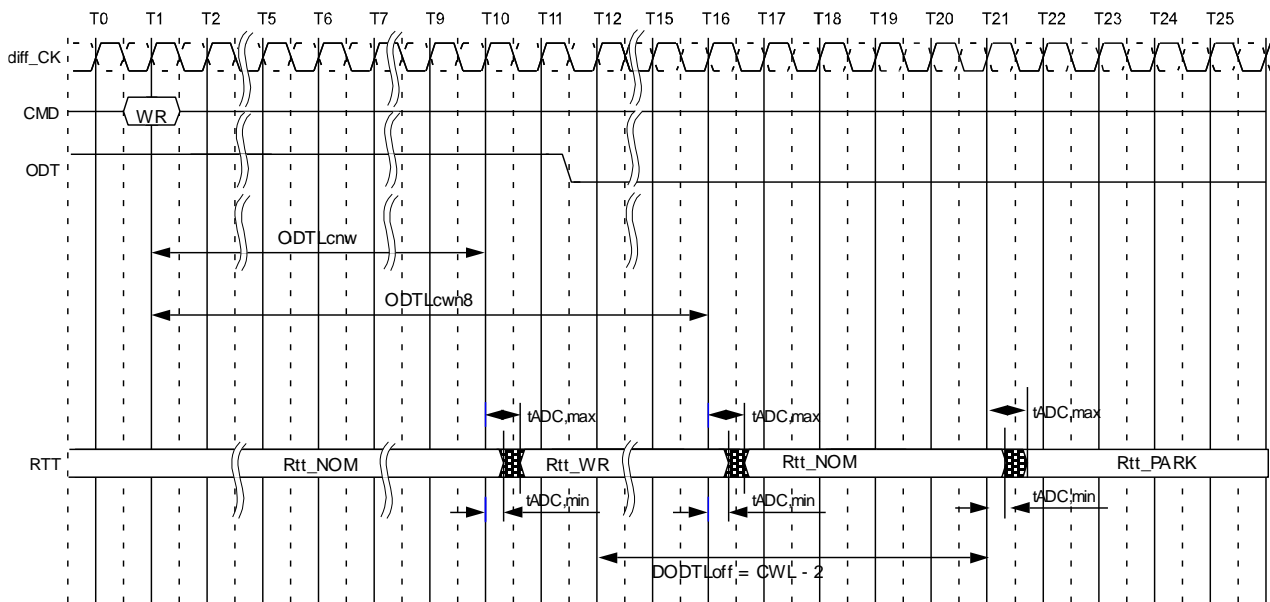 T0 T1 T2 T5 T6 T7 T9 T10 T11 T12 T15 T16 T17 T18 T19 T20 T21 T22 T23 T24 T25
diff_CK
CMD WR
ODT
ODTLcnw
ODTLcwn8
tADC,max tADC,max tADC,max
RTT Rtt_NOM Rtt_WR Rtt_NOM Rtt_PARK
tADC,min tADC,min tADC,min
DODTLoff = CWL - 2